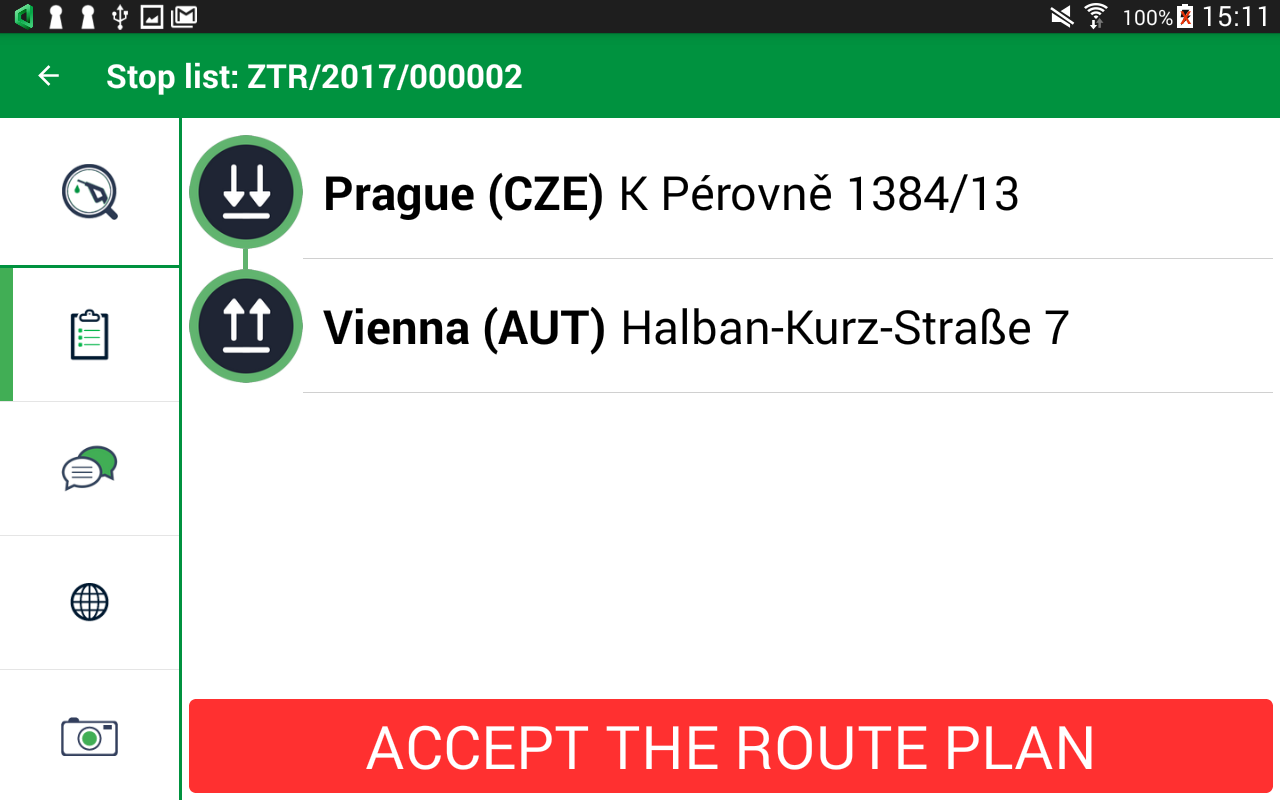 100% 15:11
Stop list: ZTR/2017/000002
Prague (CZE) K Pérovně 1384/13
Vienna (AUT) Halban-Kurz-Straße 7
ACCEPT THE ROUTE PLAN